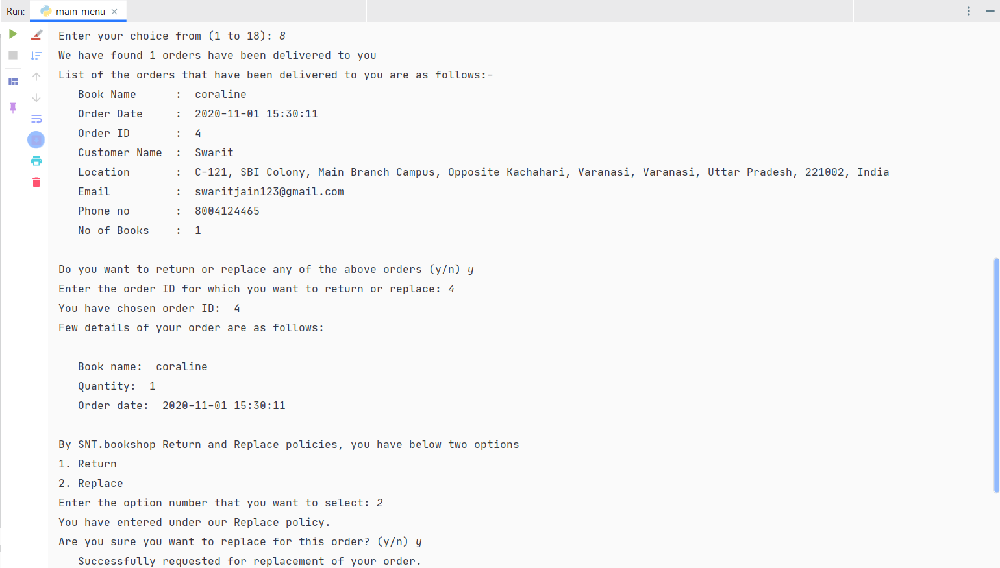 Run: main_menu
Enter your choice from (1 to 18): 8
We have found 1 orders have been delivered to you
List of the orders that have been delivered to you are as follows:-
Book Name : coraline
Order Date : 2020-11-01 15:30:11
Order ID : 4
Customer Name : Swarit
Location : C-121, SBI Colony, Main Branch Campus, Opposite Kachahari, Varanasi, Varanasi, Uttar Pradesh, 221002, India
Email : swaritjain123@gmail.com
Phone no : 8004124465
No of Books : 1
Do you want to return or replace any of the above orders (y/n) y
Enter the order ID for which you want to return or replace: 4
You have chosen order ID: 4
Few details of your order are as follows:
Book name: coraline
Quantity: 1
Order date: 2020-11-01 15:30:11
By SNT.bookshop Return and Replace policies, you have below two options
1. Return
2. Replace
Enter the option number that you want to select: 2
You have entered under our Replace policy.
Are you sure you want to replace for this order? (y/n) y
Successfully requested for replacement of your order.